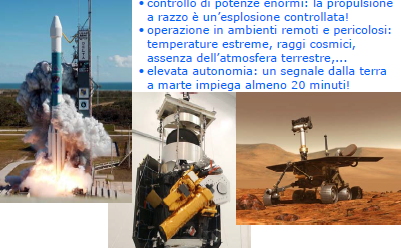 • controllo di potenze enormi: la propulsione
a razzo è un'esplosione controllata!
• operazione in ambienti remoti e pericolosi:
temperature estreme, raggi cosmici,
assenza dell'atmosfera terrestre,...
• elevata autonomia: un segnale dalla terra
a marte impiega almeno 20 minuti!